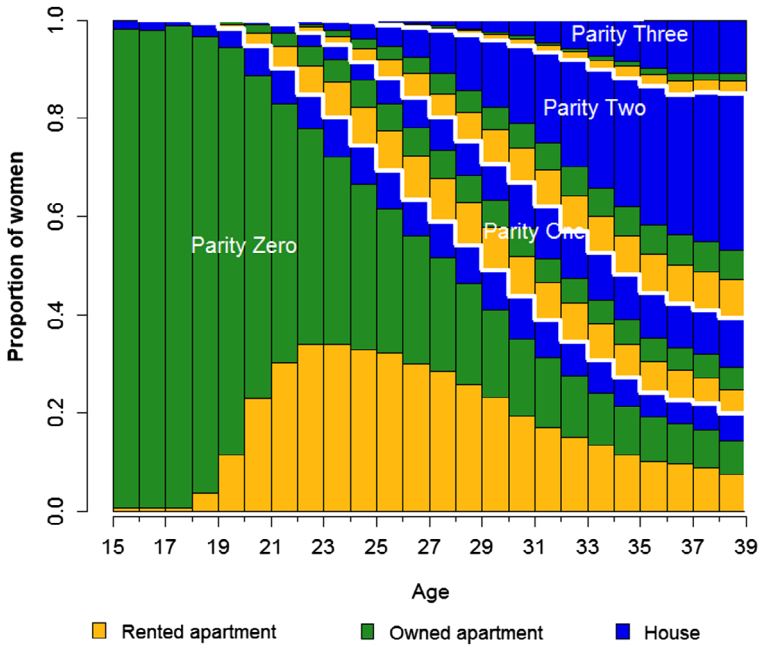 Proportion of women
1.0
0.8
0.6
0.4
0.2
0.0
Parity Three
Parity Two
Parity One
Parity Zero
15 17 19 21 23 25 27 29 31 33 35 37 39
Age
Rented apartment Owned apartment House